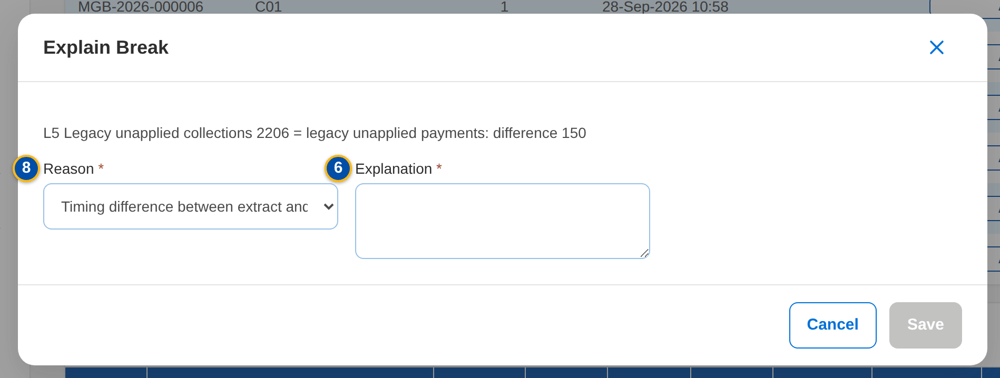 MGB-2026-000006 C01 1 28-Sep-2026 10:58
Explain Break
L5 Legacy unapplied collections 2206 = legacy unapplied payments: difference 150
8 Reason * 6 Explanation *
Timing difference between extract and
Cancel Save